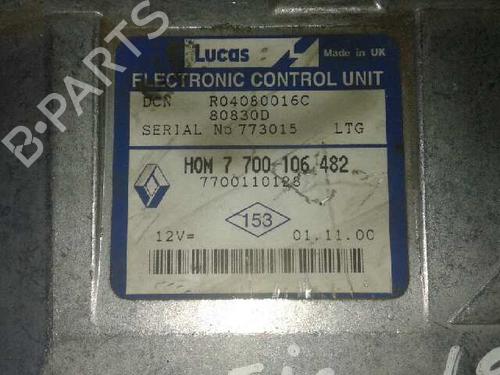 Lucas
Made in UK
ELECTRONIC CONTROL UNIT
DCN R04080016C
80830D
SERIAL No 773015 LTG
HOM 7 700 106 482
7700110128
153
12V= 01.11.00
B-PARTS